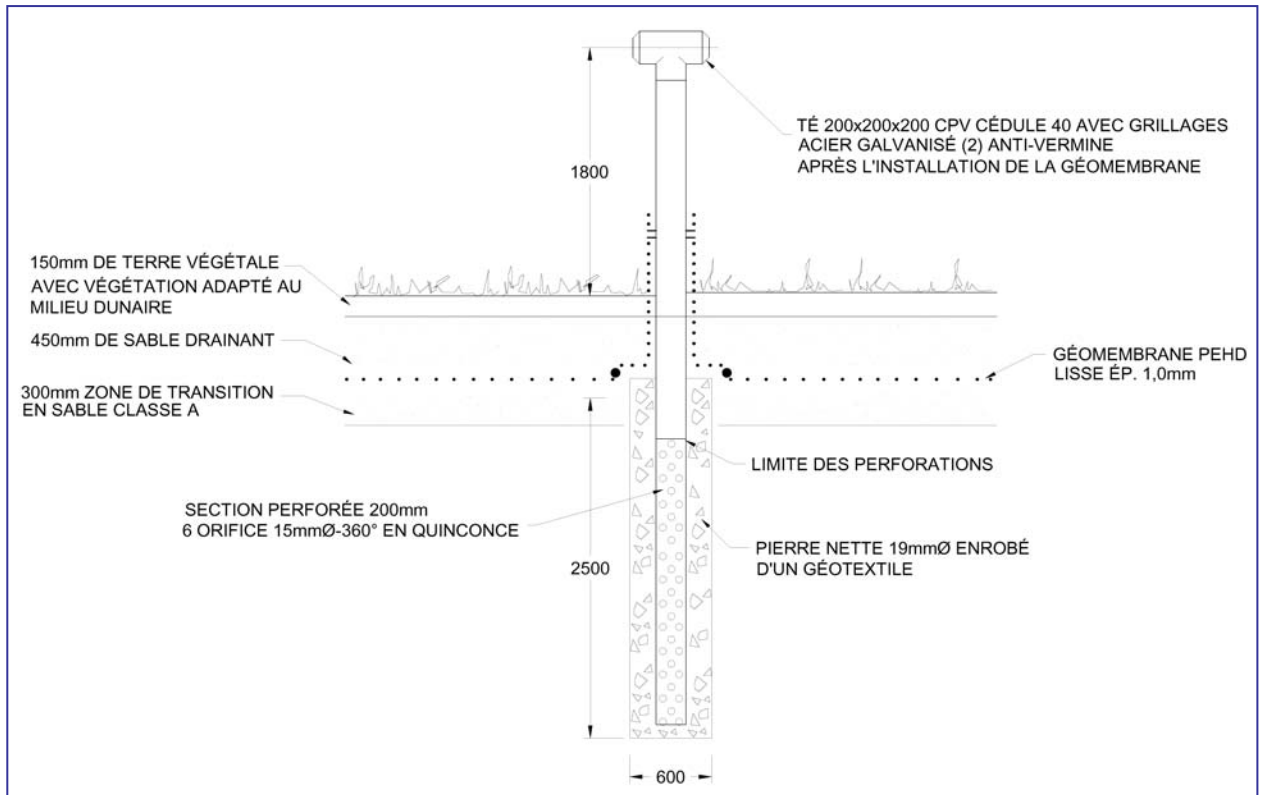 TÉ 200x200x200 CPV CÉDULE 40 AVEC GRILLAGES
ACIER GALVANISÉ (2) ANTI-VERMINE
APRÈS L'INSTALLATION DE LA GÉOMEMBRANE
1800
150mm DE TERRE VÉGÉTALE
AVEC VÉGÉTATION ADAPTÉ AU
MILIEU DUNAIRE
450mm DE SABLE DRAINANT
GÉOMEMBRANE PEHD
LISSE ÉP. 1,0mm
300mm ZONE DE TRANSITION
EN SABLE CLASSE A
LIMITE DES PERFORATIONS
SECTION PERFORÉE 200mm
6 ORIFICE 15mmØ-360° EN QUINCONCE
PIERRE NETTE 19mmØ ENROBÉ
D'UN GÉOTEXTILE
2500
600